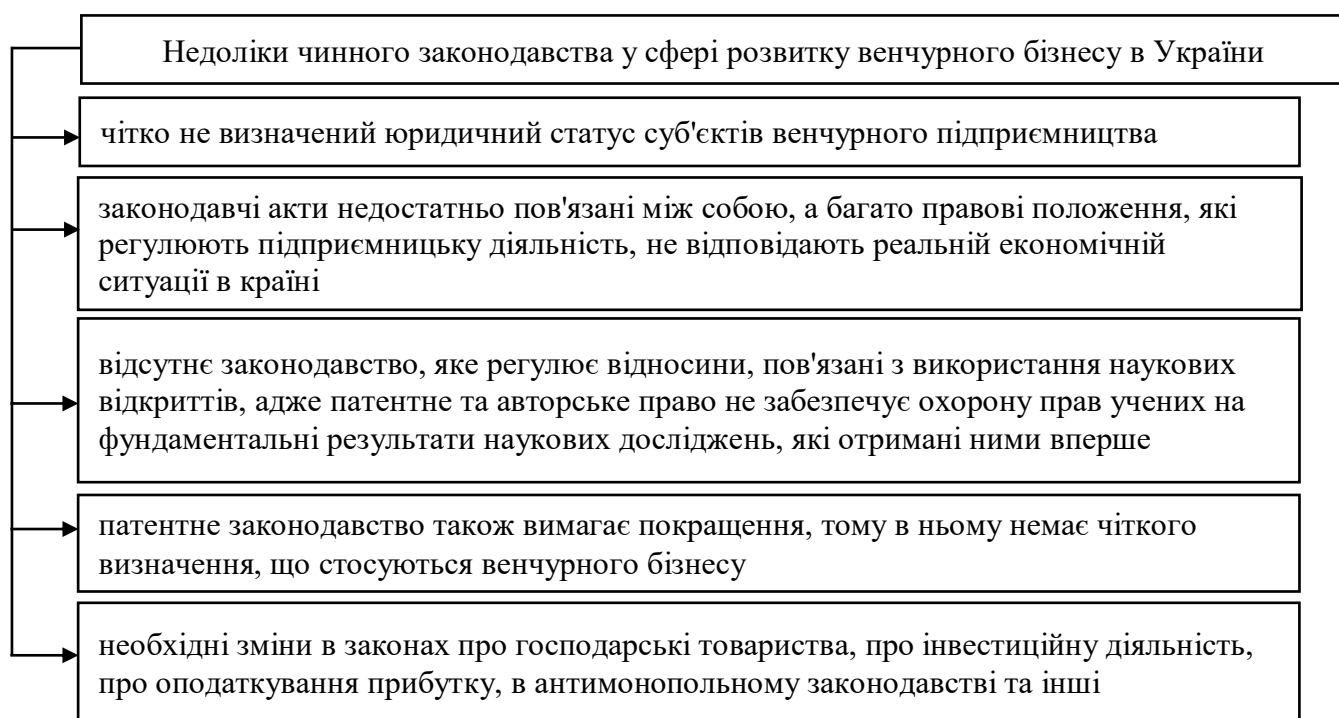 Недоліки чинного законодавства у сфері розвитку венчурного бізнесу в Україні
чітко не визначений юридичний статус суб'єктів венчурного підприємництва
законодавчі акти недостатньо пов'язані між собою, а багато правові положення, які
регулюють підприємницьку діяльність, не відповідають реальній економічній
ситуації в країні
відсутнє законодавство, яке регулює відносини, пов'язані з використання наукових
відкриттів, адже патентне та авторське право не забезпечує охорону прав учених на
фундаментальні результати наукових досліджень, які отримані ними вперше
патентне законодавство також вимагає покращення, тому в ньому немає чіткого
визначення, що стосуються венчурного бізнесу
необхідні зміни в законах про господарські товариства, про інвестиційну діяльність,
про оподаткування прибутку, в антимонопольному законодавстві та інші